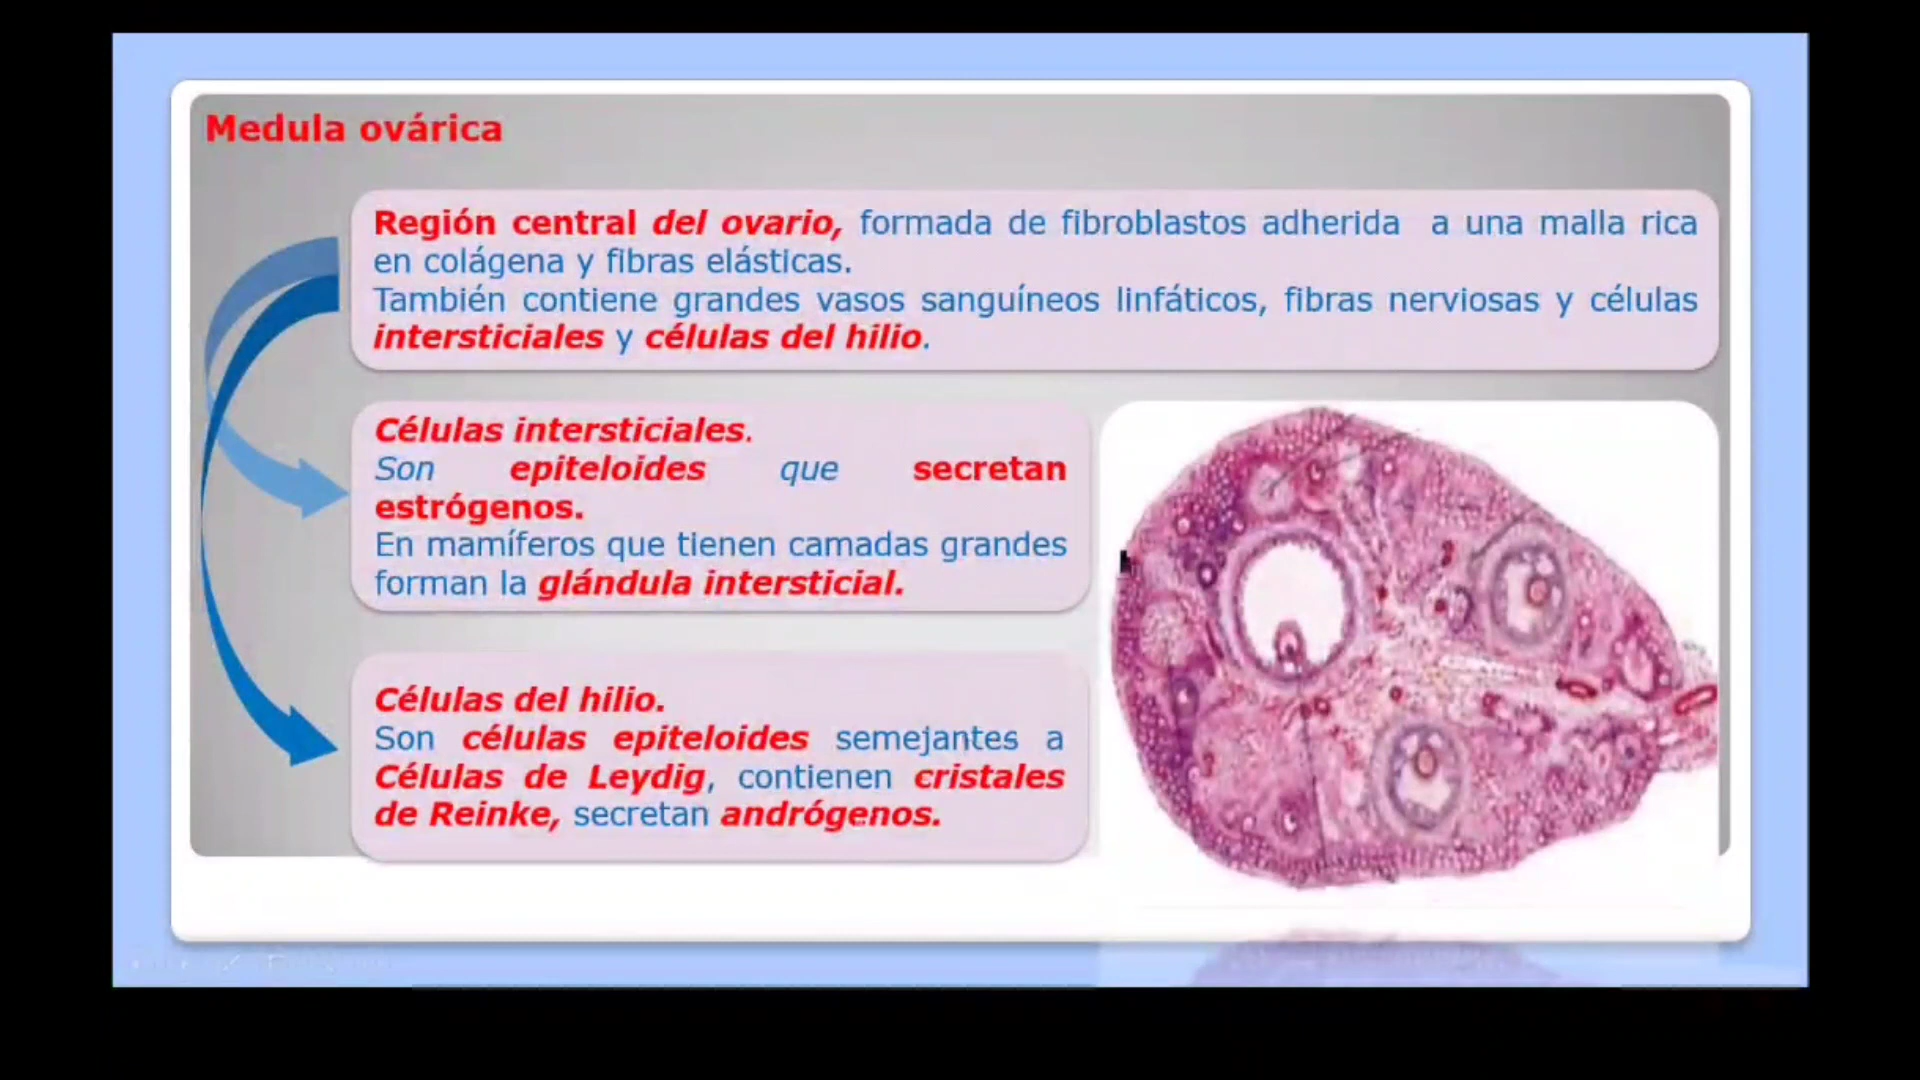 Medula ovárica
Región central del ovario, formada de fibroblastos adherida a una malla rica
en colágena y fibras elásticas.
También contiene grandes vasos sanguíneos linfáticos, fibras nerviosas y células
intersticiales y células del hilio.
Células intersticiales.
Son epiteloides que secretan
estrógenos.
En mamíferos que tienen camadas grandes
forman la glándula intersticial.
Células del hilio.
Son células epiteloides semejantes a
Células de Leydig, contienen cristales
de Reinke, secretan andrógenos.